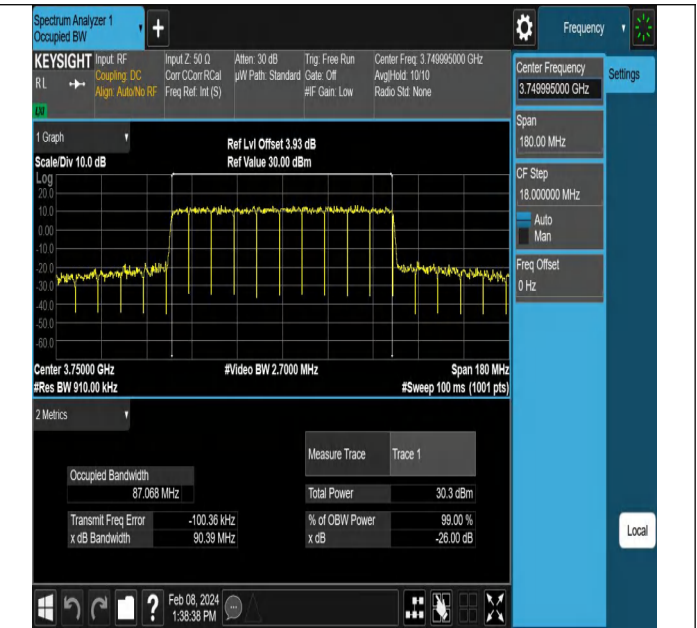 Spectrum Analyzer 1
Occupied BW
+
Frequency
KEYSIGHT
RL
LXI
Input: RF
Coupling: DC
Align: Auto/No RF
Input Z: 50 Ω
Corr CCorr RCal
Freq Ref: Int (S)
Atten: 30 dB
µW Path: Standard
Trig: Free Run
Gate: Off
#IF Gain: Low
Center Freq: 3.749995000 GHz
Avg|Hold: 10/10
Radio Std: None
Center Frequency
3.749995000 GHz
Settings
Span
180.00 MHz
CF Step
18.000000 MHz
Auto
Man
Freq Offset
0 Hz
Local
1 Graph
Scale/Div 10.0 dB
Ref Lvl Offset 3.93 dB
Ref Value 30.00 dBm
Log
20.0
10.0
0.00
-10.0
-20.0
-30.0
-40.0
-50.0
-60.0
Center 3.75000 GHz
#Video BW 2.7000 MHz
Span 180 MHz
#Res BW 910.00 kHz
#Sweep 100 ms (1001 pts)
2 Metrics
Measure Trace Trace 1
Occupied Bandwidth
87.068 MHz
Total Power 30.3 dBm
Transmit Freq Error -100.36 kHz
% of OBW Power 99.00 %
x dB Bandwidth 90.39 MHz
x dB -26.00 dB
?
Feb 08, 2024
1:38:38 PM